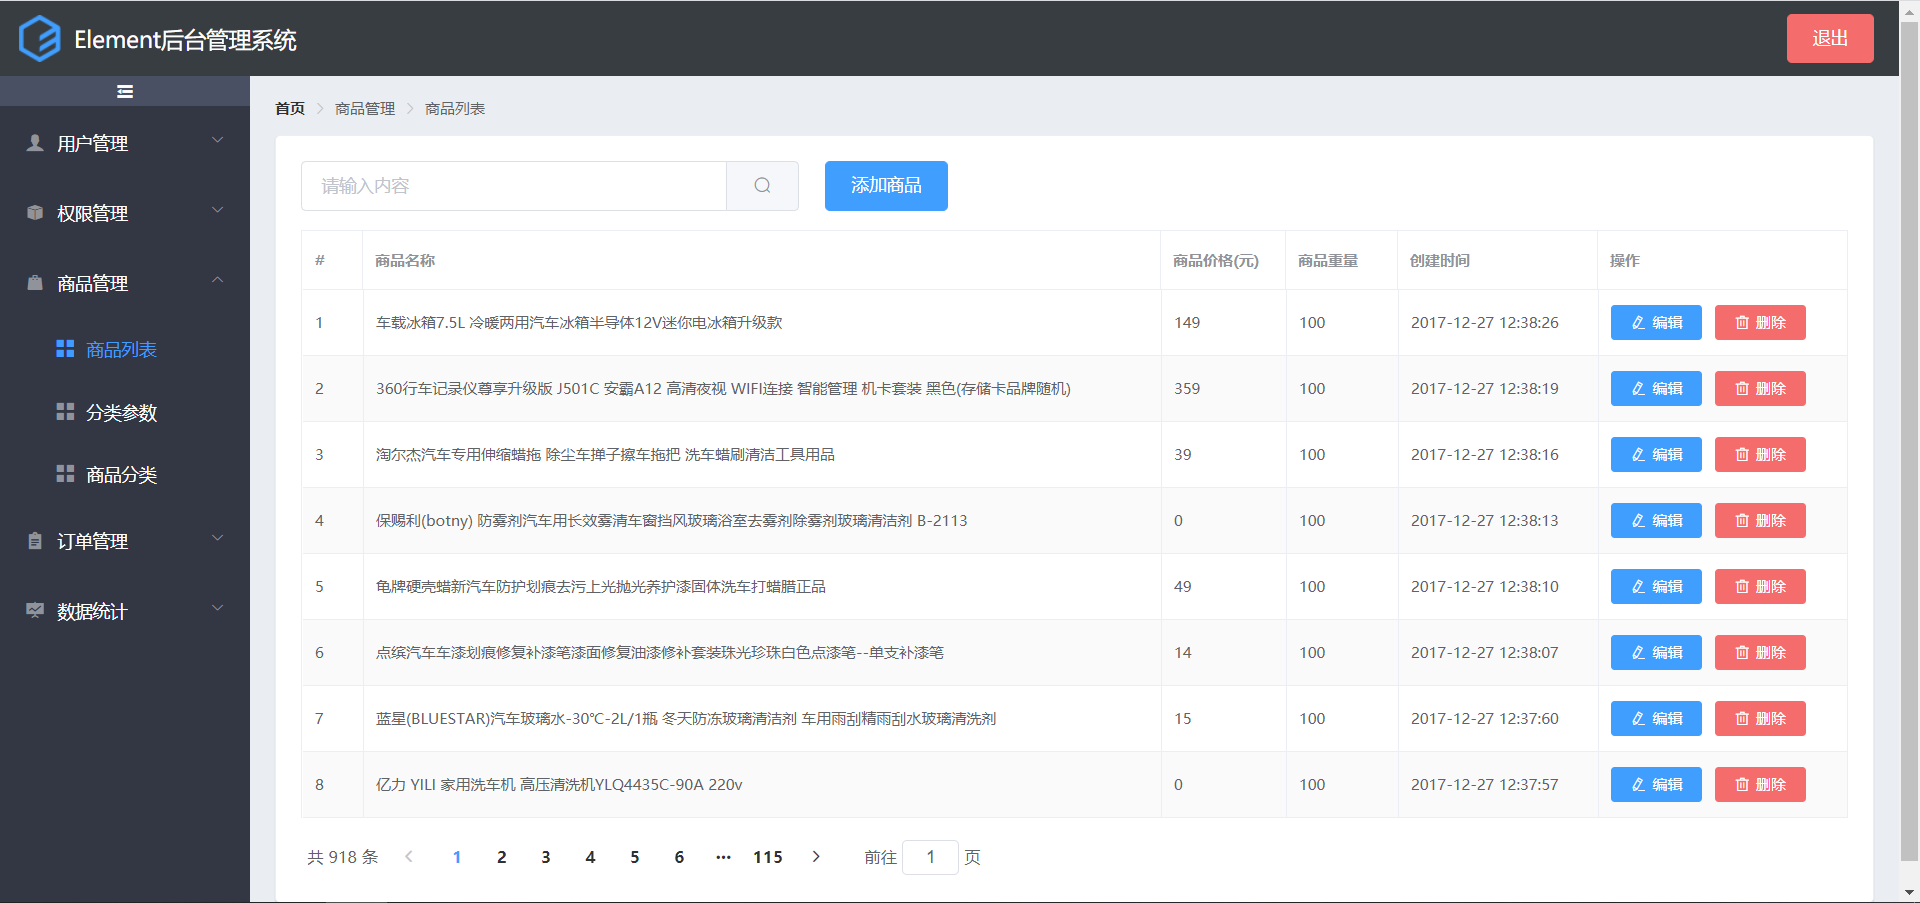 Element后台管理系统
退出
用户管理
权限管理
商品管理
商品列表
分类参数
商品分类
订单管理
数据统计
首页 商品管理 商品列表
请输入内容
添加商品
# 商品名称 商品价格(元) 商品重量 创建时间 操作
1 车载冰箱7.5L 冷暖两用汽车冰箱半导体12V迷你电冰箱升级款 149 100 2017-12-27 12:38:26 编辑 删除
2 360行车记录仪尊享升级版 J501C 安霸A12 高清夜视 WIFI连接 智能管理 机卡套装 黑色(存储卡品牌随机) 359 100 2017-12-27 12:38:19 编辑 删除
3 淘尔杰汽车专用伸缩蜡拖 除尘车掸子擦车拖把 洗车蜡刷清洁工具用品 39 100 2017-12-27 12:38:16 编辑 删除
4 保赐利(botny) 防雾剂汽车用长效雾清车窗挡风玻璃浴室去雾剂除雾剂玻璃清洁剂 B-2113 0 100 2017-12-27 12:38:13 编辑 删除
5 龟牌硬壳蜡新汽车防护划痕去污上光抛光养护漆固体洗车打蜡腊正品 49 100 2017-12-27 12:38:10 编辑 删除
6 点缤汽车车漆划痕修复补漆笔漆面修复油漆修补套装珠光珍珠白色点漆笔--单支补漆笔 14 100 2017-12-27 12:38:07 编辑 删除
7 蓝星(BLUESTAR)汽车玻璃水-30℃-2L/1瓶 冬天防冻玻璃清洁剂 车用雨刮精雨刮水玻璃清洗剂 15 100 2017-12-27 12:37:60 编辑 删除
8 亿力 YILI 家用洗车机 高压清洗机YLQ4435C-90A 220v 0 100 2017-12-27 12:37:57 编辑 删除
共 918 条 1 2 3 4 5 6 ··· 115 前往 1 页